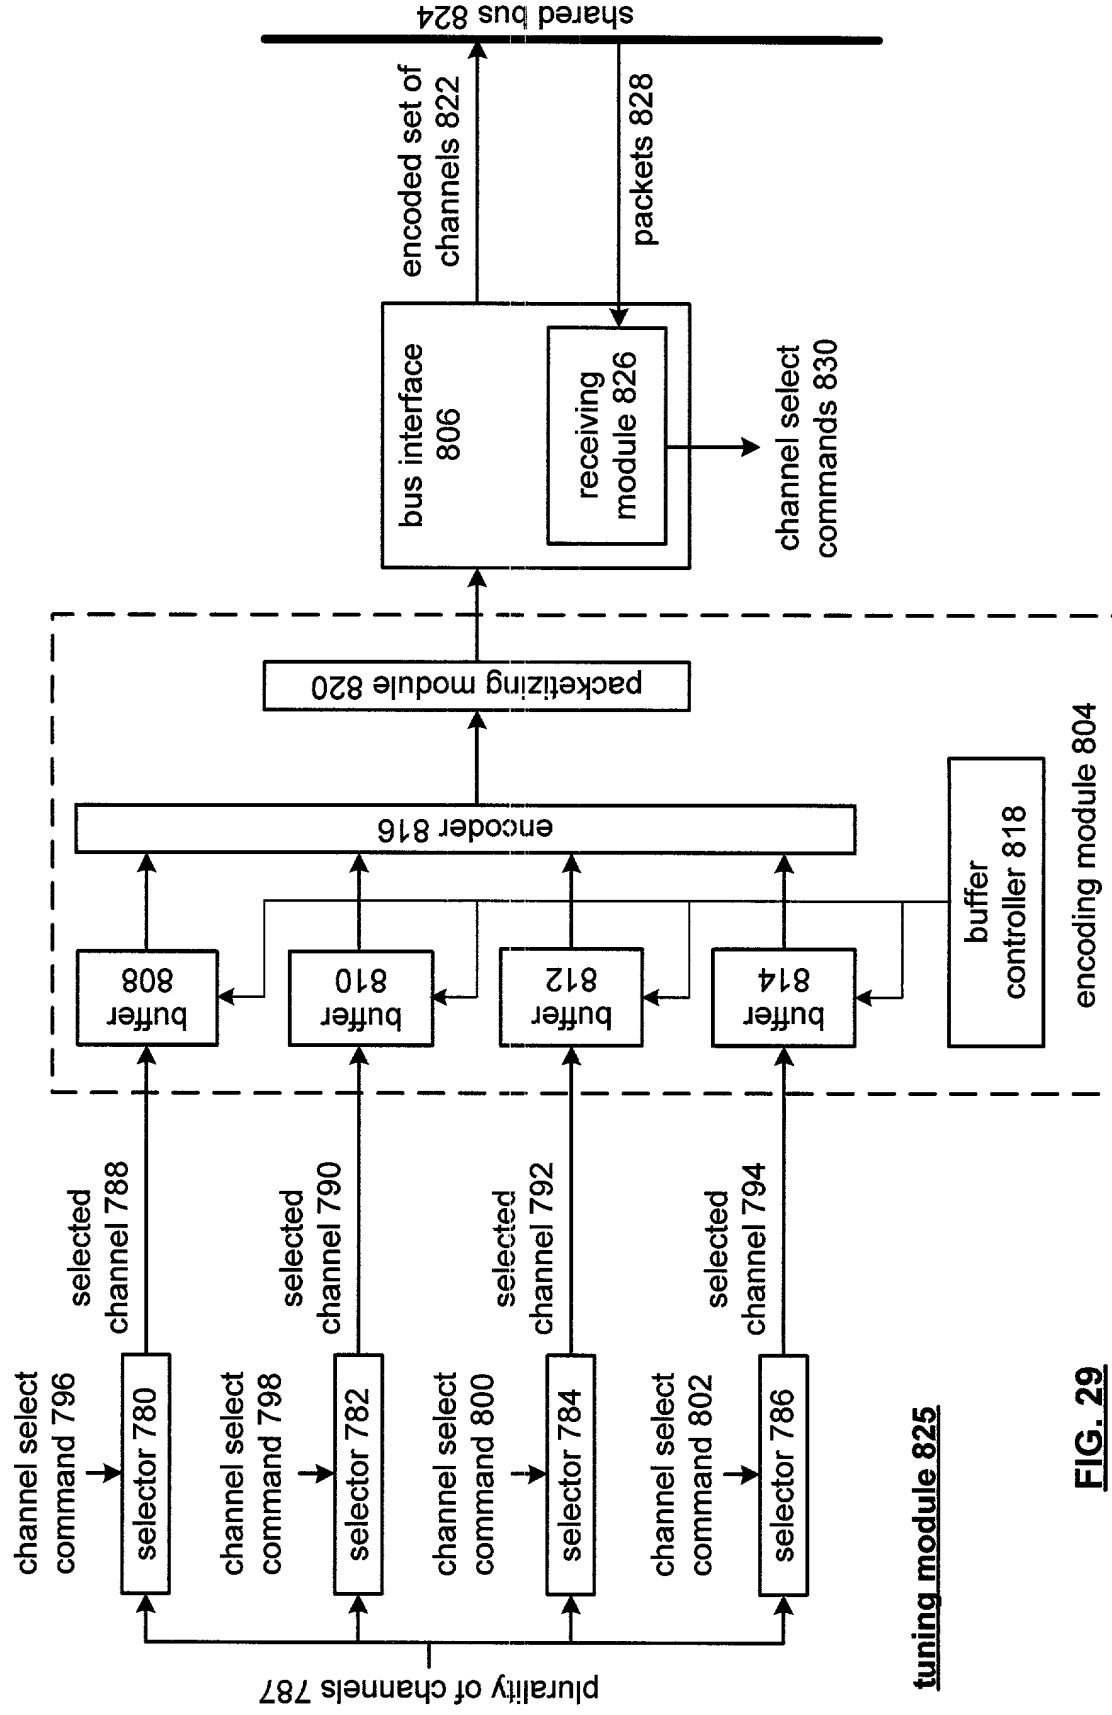 plurality of channels 787
channel select
command 796
selector 780
channel select
command 798
selector 782
channel select
command 800
selector 784
channel select
command 802
selector 786
selected
channel 788
selected
channel 790
selected
channel 792
selected
channel 794
buffer
808
buffer
810
buffer
812
buffer
814
buffer
controller 818
encoder 816
packetizing module 820
encoding module 804
bus interface
806
receiving
module 826
channel select
commands 830
encoded set of
channels 822
packets 828
shared bus 824
tuning module 825
FIG. 29